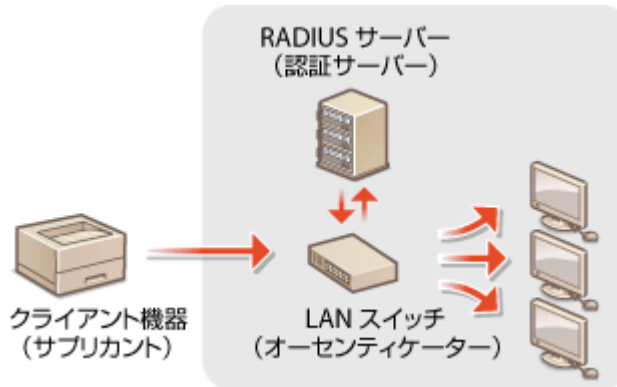 RADIUS サーバー
（認証サーバー）
クライアント機器
（サプリカント）
LAN スイッチ
（オーセンティケーター）